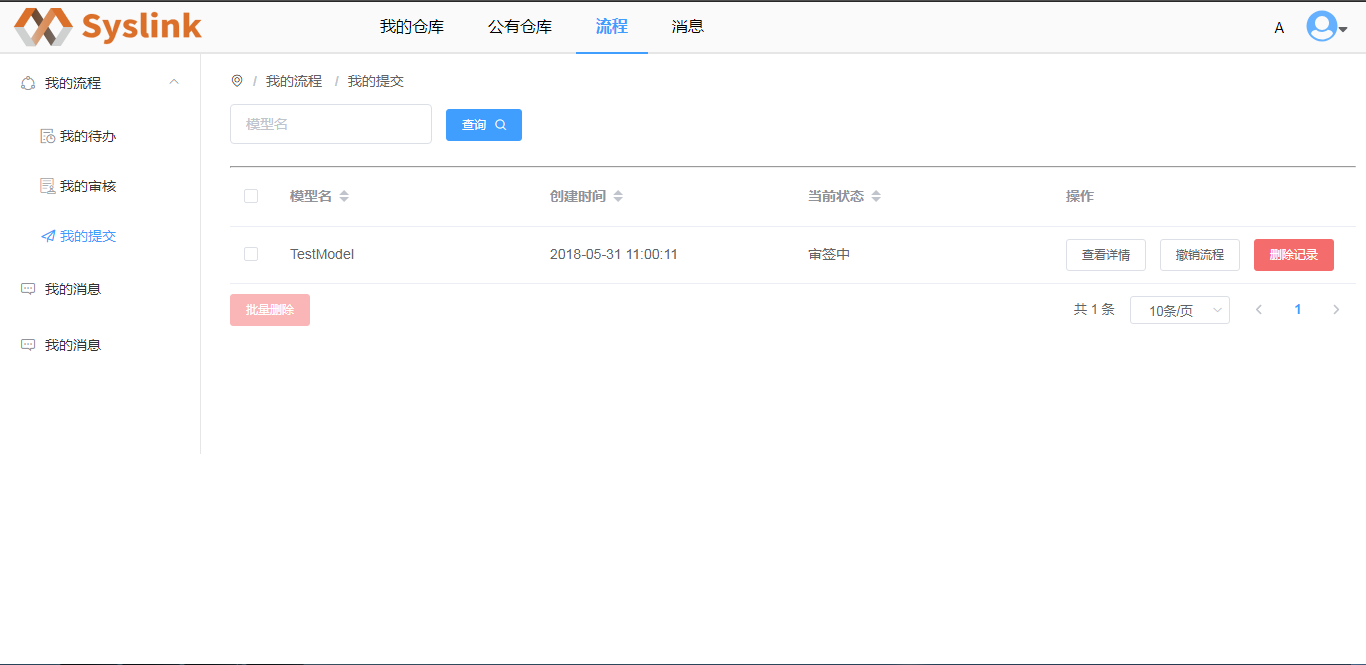 Syslink
我的仓库 公有仓库 流程 消息 A
我的流程
我的待办
我的审核
我的提交
我的消息
我的消息
/ 我的流程 / 我的提交
模型名 查询
模型名 创建时间 当前状态 操作
TestModel 2018-05-31 11:00:11 审签中 查看详情 撤销流程 删除记录
批量删除 共 1 条 10条/页 1